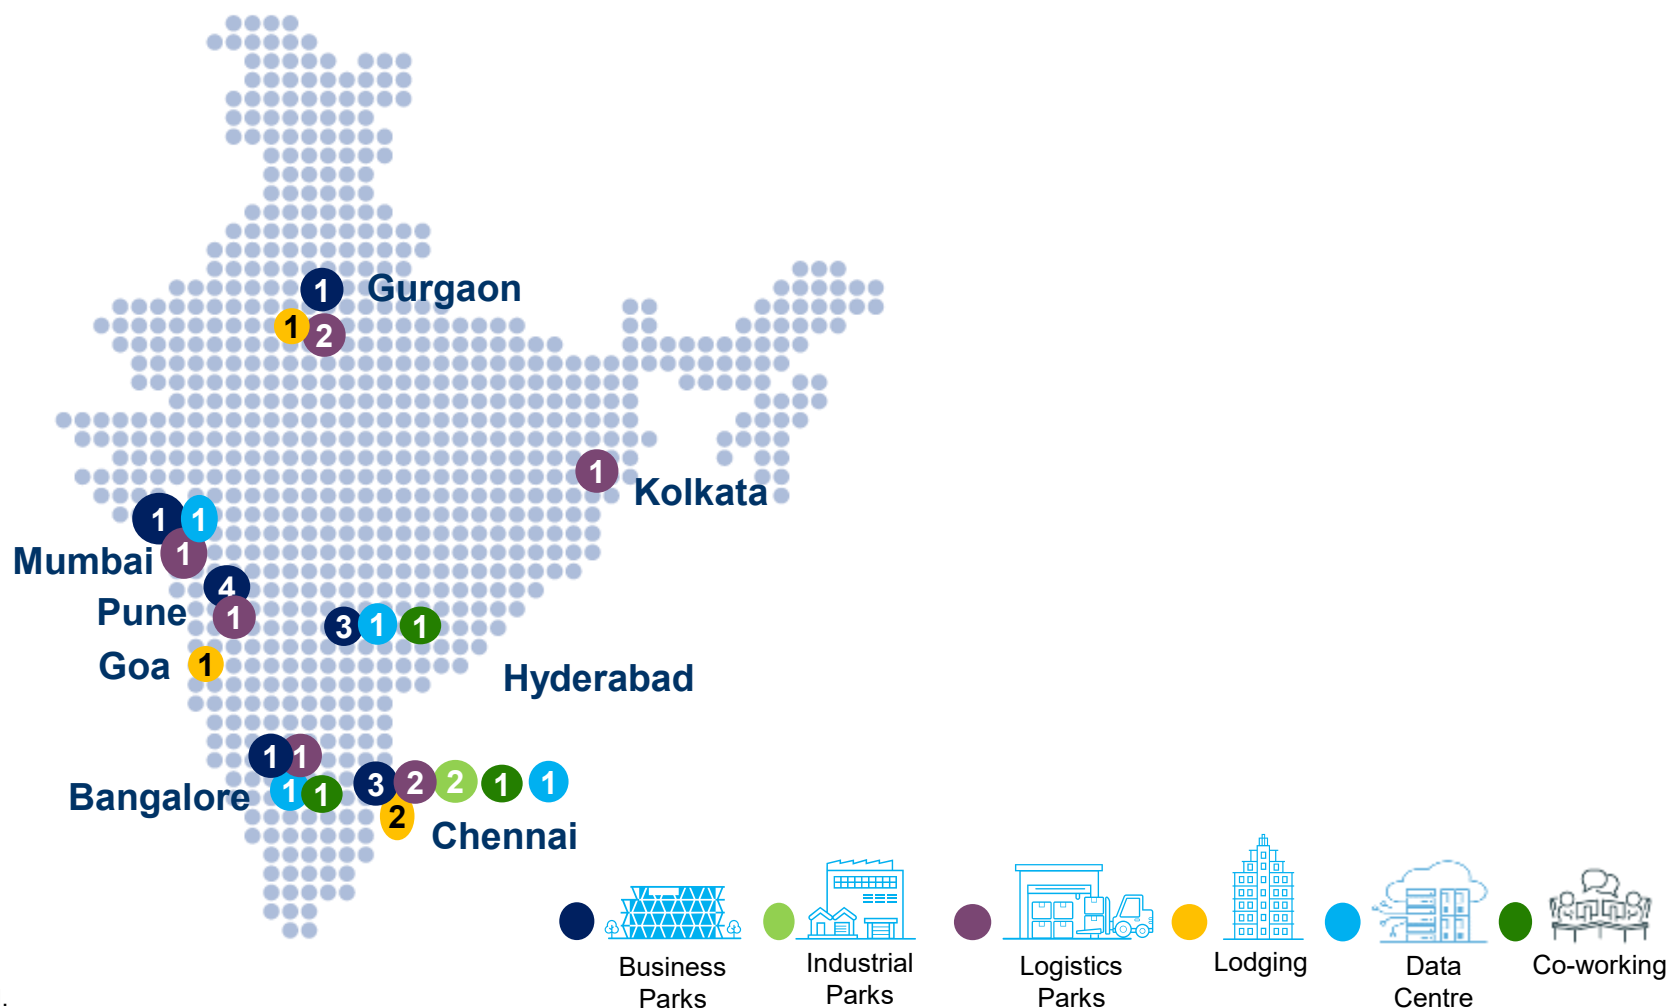 1 Gurgaon
1 2
1
Kolkata
1 1
Mumbai 1
4
Pune 1
3 1 1
Goa 1
Hyderabad
1 1
3 2 2 1 1
Bangalore 1 1
2
Chennai
Business
Parks
Industrial
Parks
Logistics
Parks
Lodging
Data
Centre
Co-working
.